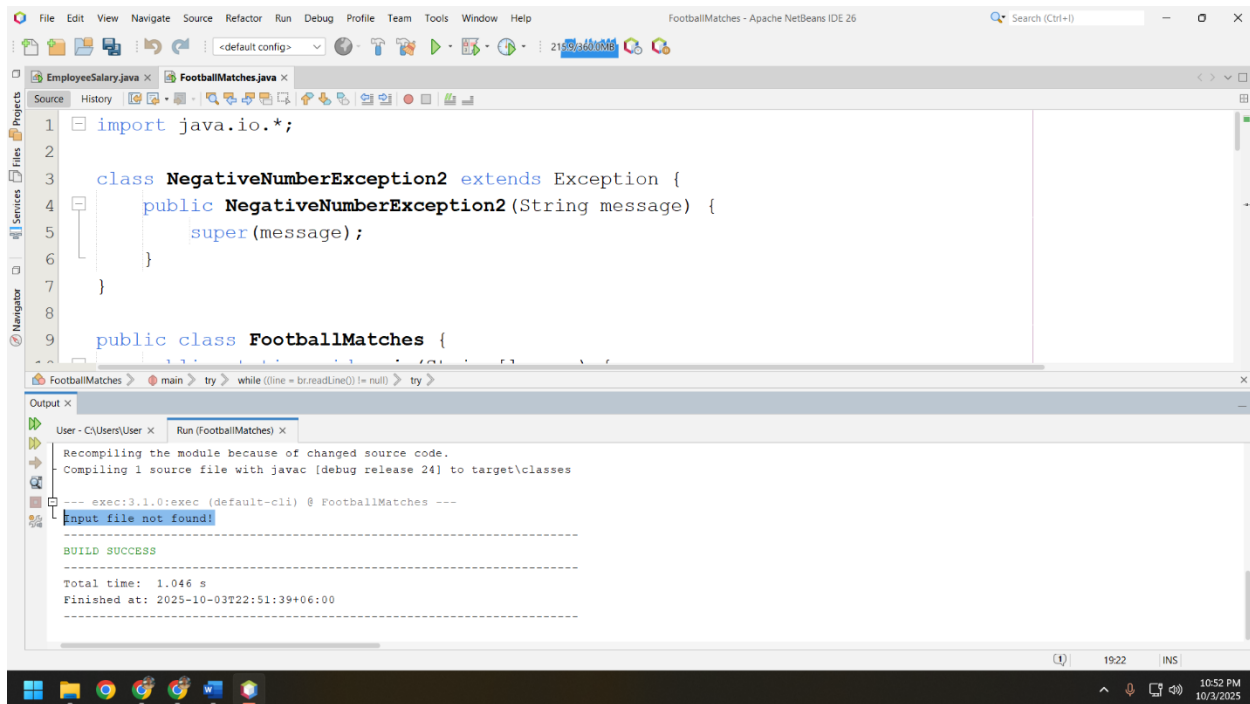 File Edit View Navigate Source Refactor Run Debug Profile Team Tools Window Help FootballMatches - Apache NetBeans IDE 26 Search (Ctrl+I)
<default config> 215.9/360.0MB
EmployeeSalary.java FootballMatches.java
Source History
Projects
Files
Services
Navigator
1 import java.io.*;
2
3 class NegativeNumberException2 extends Exception {
4 public NegativeNumberException2(String message) {
5 super(message);
6 }
7 }
8
9 public class FootballMatches {
FootballMatches main try while ((line = br.readLine()) != null) try
Output
User - C:\Users\User Run (FootballMatches)
Recompiling the module because of changed source code.
Compiling 1 source file with javac [debug release 24] to target\classes
--- exec:3.1.0:exec (default-cli) @ FootballMatches ---
Input file not found!
------------------------------------------------------------------------
BUILD SUCCESS
------------------------------------------------------------------------
Total time: 1.046 s
Finished at: 2025-10-03T22:51:39+06:00
------------------------------------------------------------------------
1 19:22 INS
10:52 PM
10/3/2025